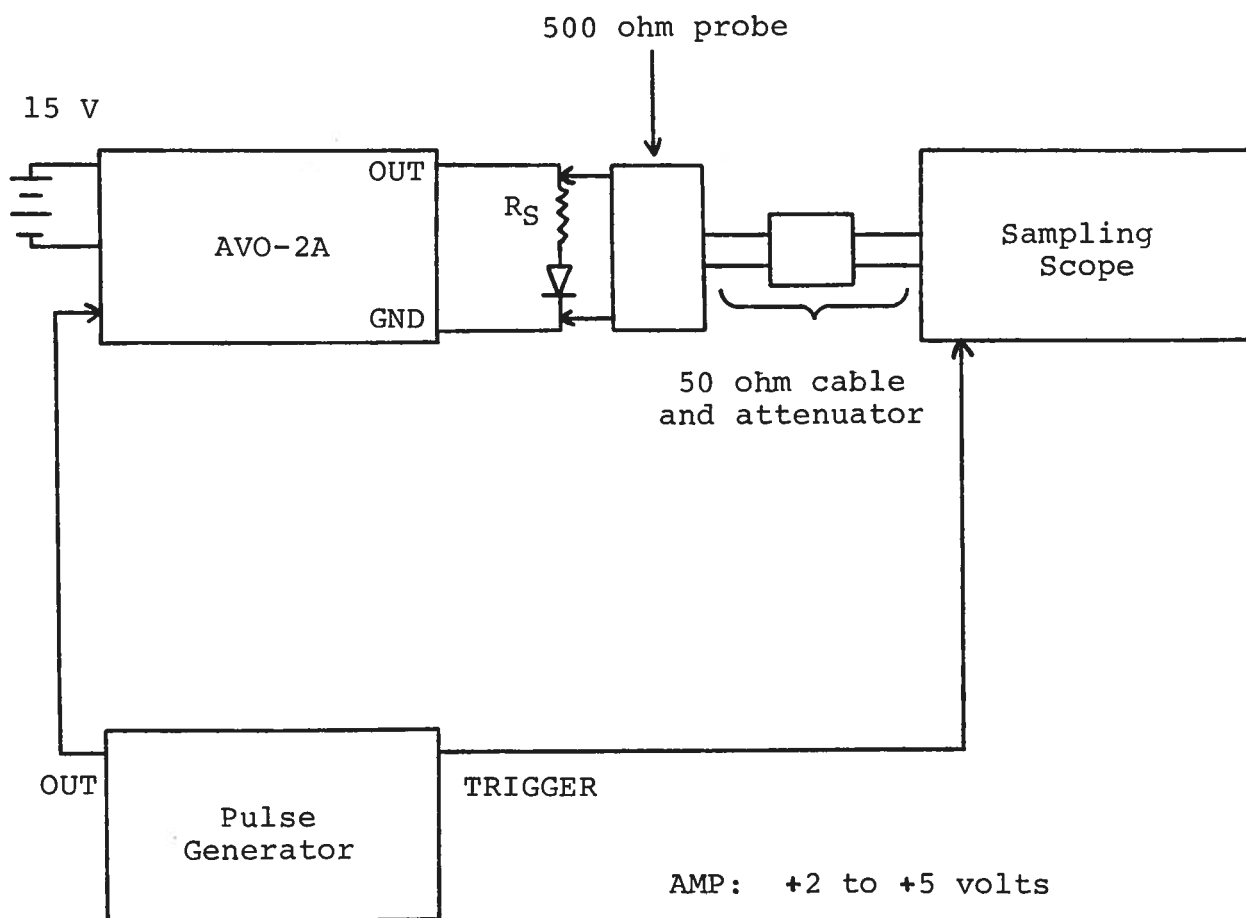 500 ohm probe
15 V
OUT
RS
AVO-2A
GND
Sampling
Scope
50 ohm cable
and attenuator
OUT
TRIGGER
Pulse
Generator
AMP: +2 to +5 volts